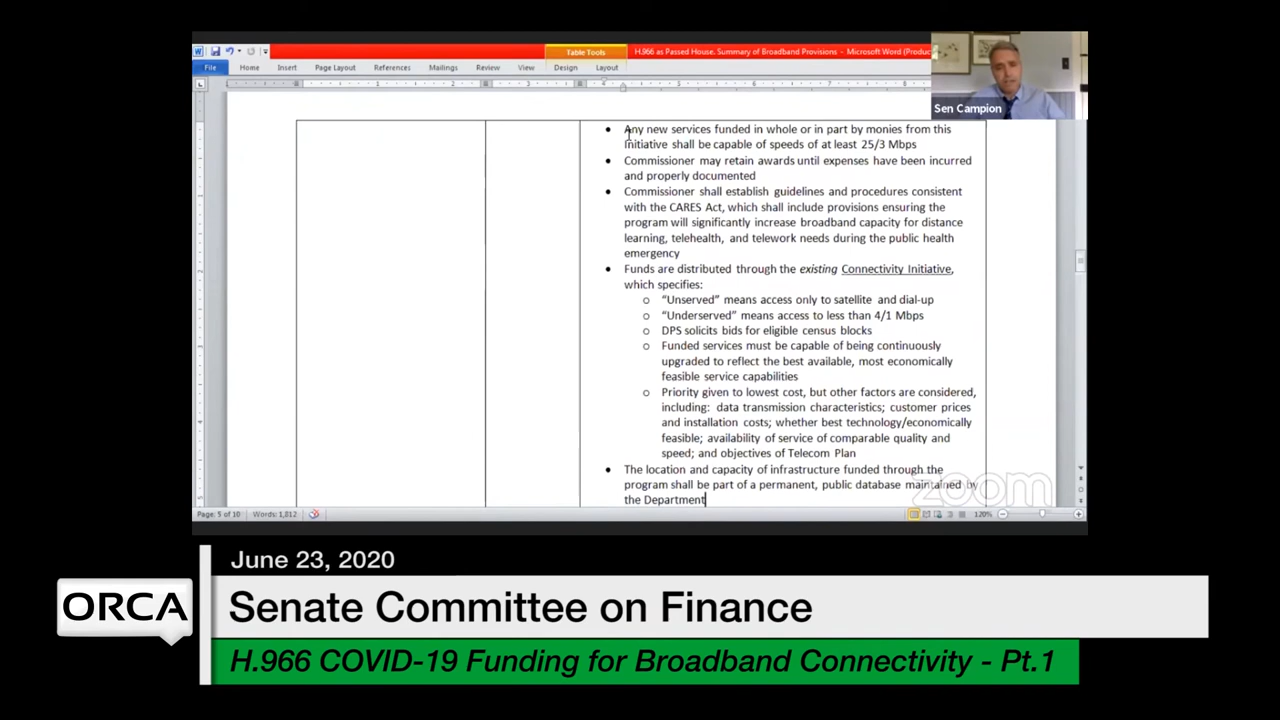 Table Tools
H.966 as Passed House. Summary of Broadband Provisions - Microsoft Word (Produc
File Home Insert Page Layout References Mailings Review View Design Layout
Sen Campion
Any new services funded in whole or in part by monies from this
Initiative shall be capable of speeds of at least 25/3 Mbps
Commissioner may retain awards until expenses have been incurred
and properly documented
Commissioner shall establish guidelines and procedures consistent
with the CARES Act, which shall include provisions ensuring the
program will significantly increase broadband capacity for distance
learning, telehealth, and telework needs during the public health
emergency
Funds are distributed through the existing Connectivity Initiative,
which specifies:
“Unserved” means access only to satellite and dial-up
“Underserved” means access to less than 4/1 Mbps
DPS solicits bids for eligible census blocks
Funded services must be capable of being continuously
upgraded to reflect the best available, most economically
feasible service capabilities
Priority given to lowest cost, but other factors are considered,
including: data transmission characteristics; customer prices
and installation costs; whether best technology/economically
feasible; availability of service of comparable quality and
speed; and objectives of Telecom Plan
The location and capacity of infrastructure funded through the
program shall be part of a permanent, public database maintained by
the Department
zoom
Page: 5 of 10 Words: 1,812 120%
June 23, 2020
ORCA
Senate Committee on Finance
H.966 COVID-19 Funding for Broadband Connectivity - Pt.1